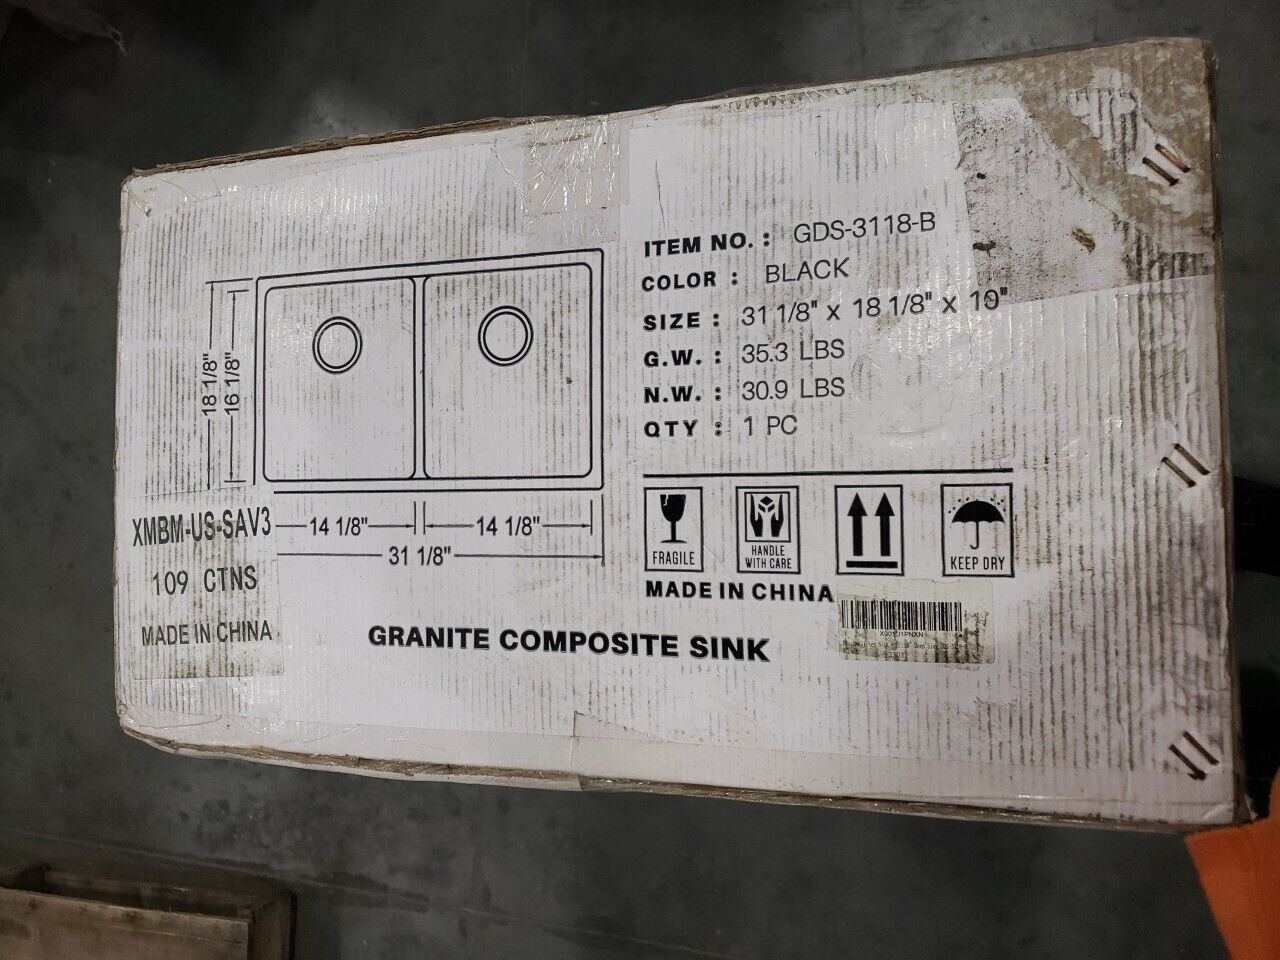 ITEM NO. : GDS-3118-B
COLOR : BLACK
SIZE : 31 1/8" x 18 1/8" x 10"
G.W. : 35.3 LBS
N.W. : 30.9 LBS
QTY : 1 PC
18 1/8"
16 1/8"
14 1/8"
14 1/8"
31 1/8"
XMBM-US-SAV3
109 CTNS
MADE IN CHINA
FRAGILE
HANDLE
WITH CARE
KEEP DRY
MADE IN CHINA
GRANITE COMPOSITE SINK